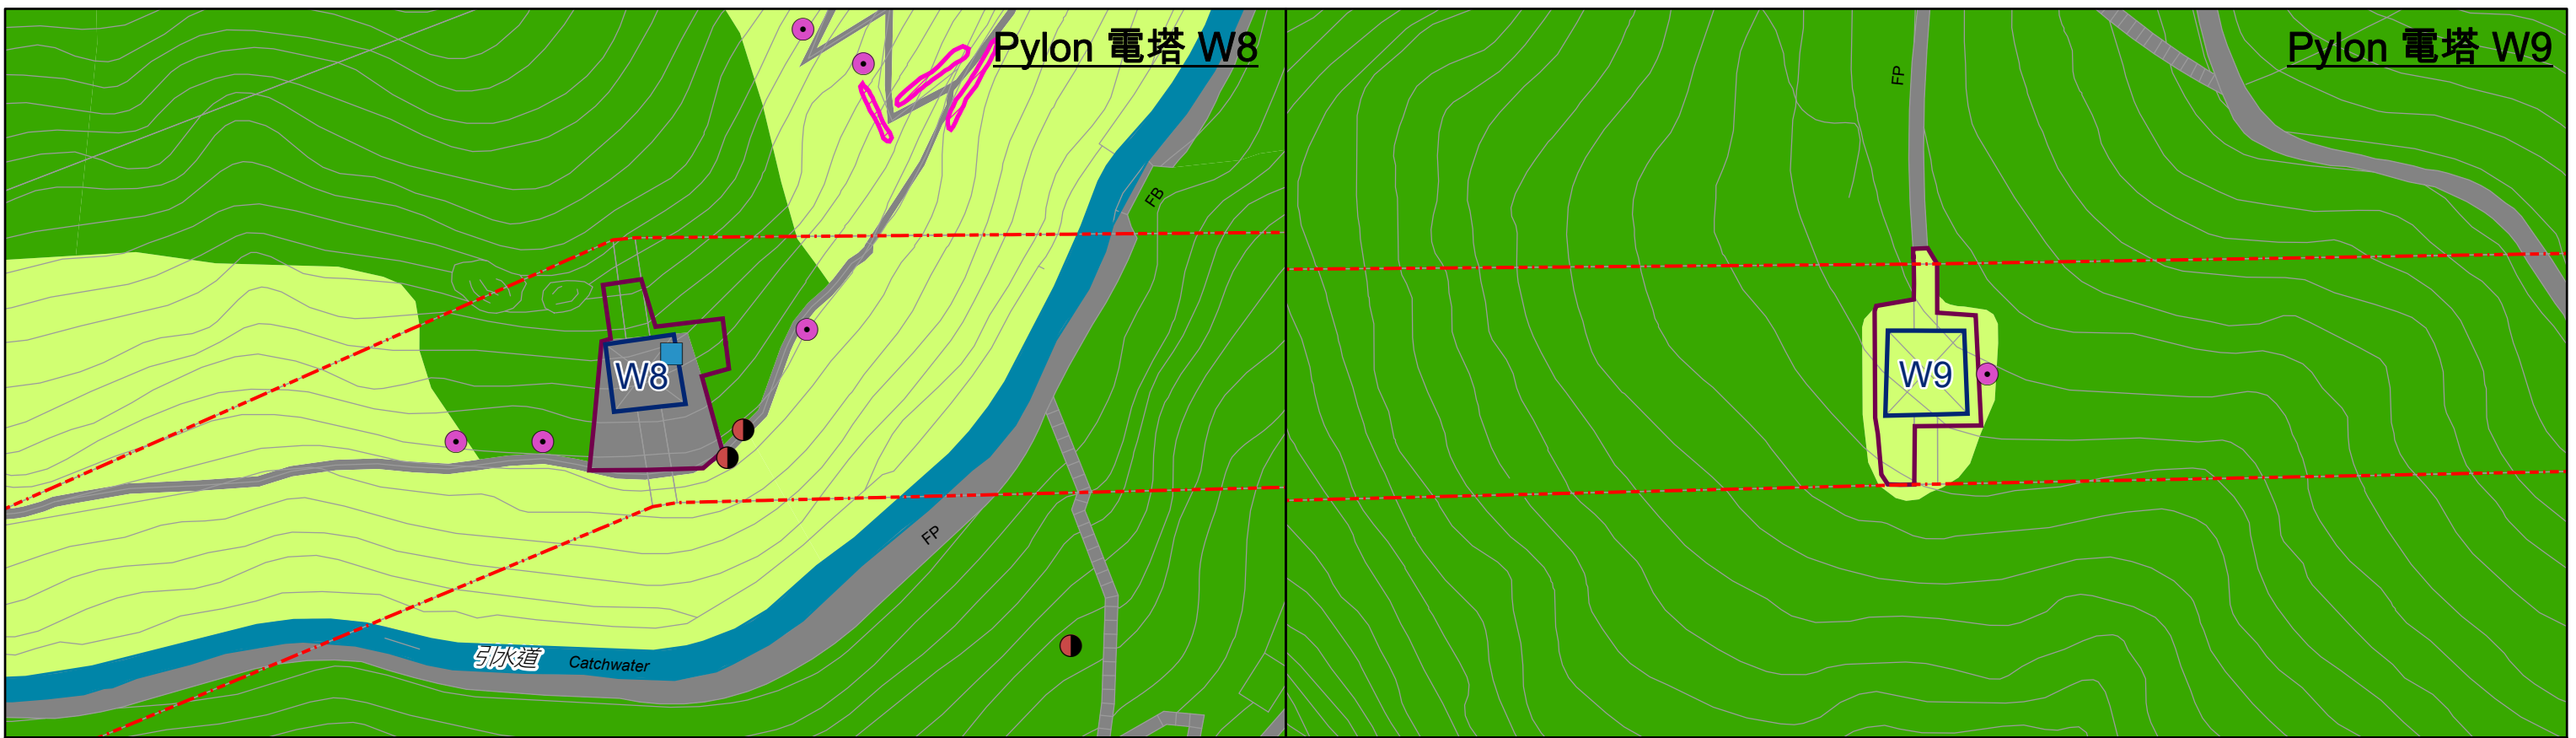 Pylon 電塔 W8
FB
W8
FP
引水道 Catchwater
Pylon 電塔 W9
FP
W9